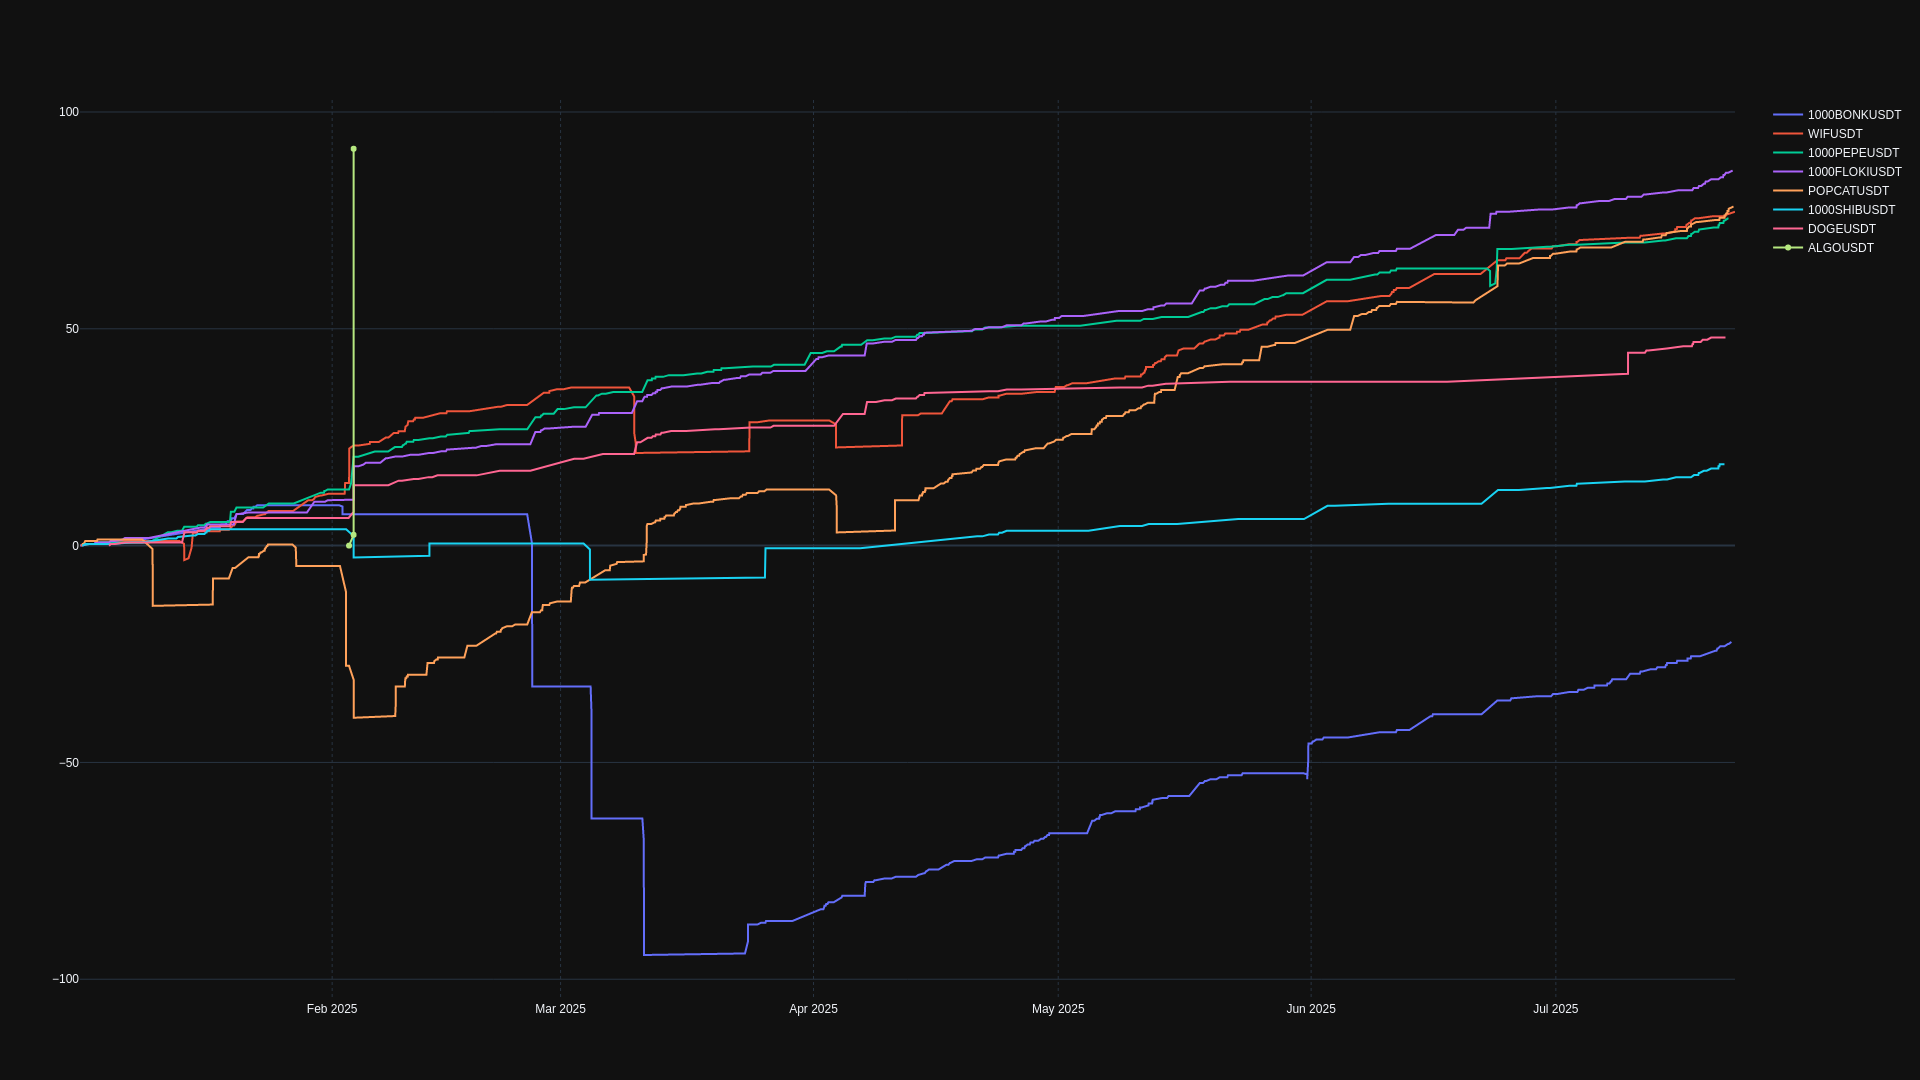 100
50
0
−50
−100
Feb 2025
Mar 2025
Apr 2025
May 2025
Jun 2025
Jul 2025
1000BONKUSDT
WIFUSDT
1000PEPEUSDT
1000FLOKIUSDT
POPCATUSDT
1000SHIBUSDT
DOGEUSDT
ALGOUSDT